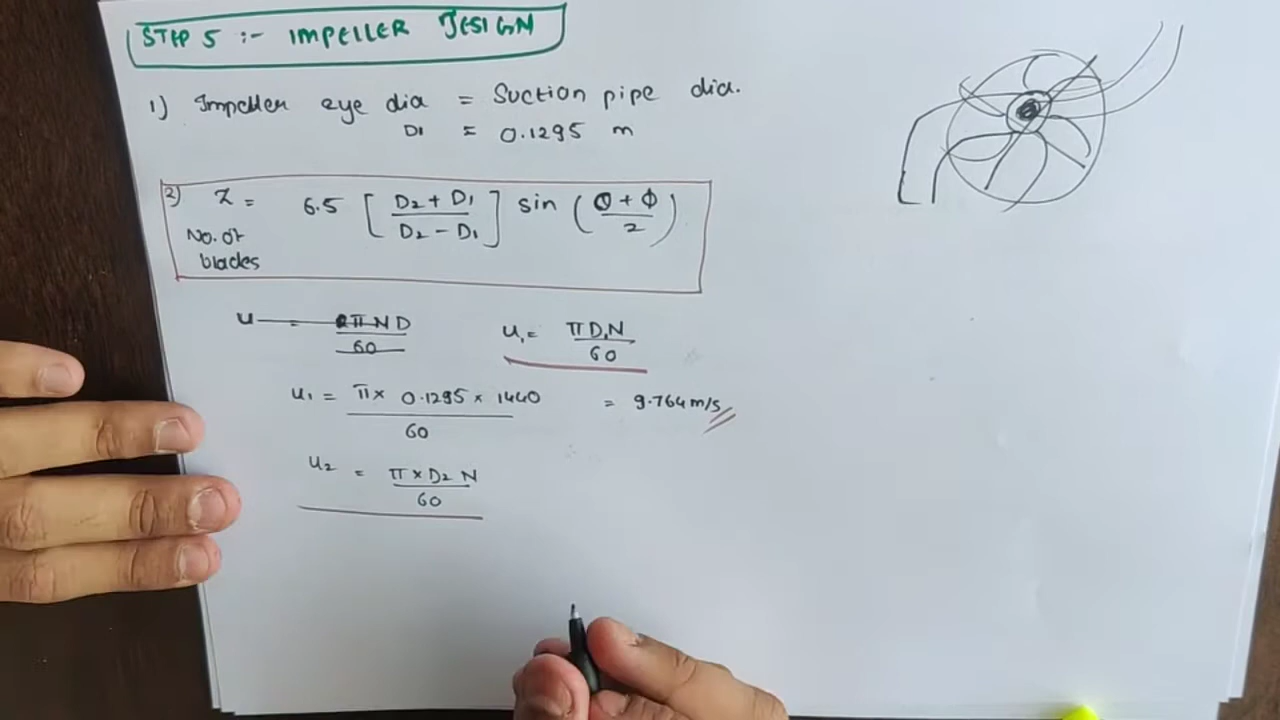 STEP 5 :- IMPELLER DESIGN
1) Impeller eye dia = Suction pipe dia.
D1 = 0.1295 m
2) Z = 6.5 [ D2 + D1 / D2 - D1 ] sin ( θ + ϕ / 2 )
No. of
blades
u = πND / 60
u1 = πD1N / 60
u1 = π × 0.1295 × 1440 / 60 = 9.764 m/s
u2 = π × D2 N / 60